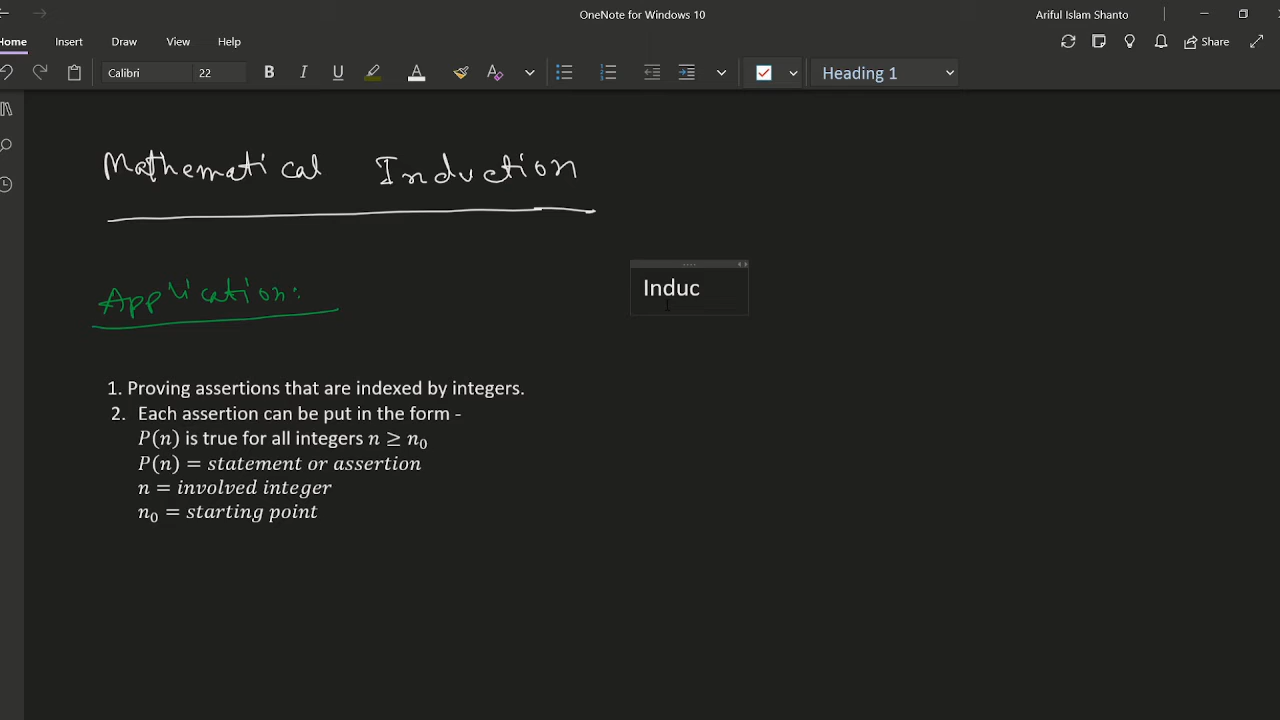 OneNote for Windows 10
Ariful Islam Shanto
Home Insert Draw View Help
Share
Calibri 22 B I U A A Heading 1
Mathematical Induction
Application:
Induc
1. Proving assertions that are indexed by integers.
2. Each assertion can be put in the form -
P(n) is true for all integers n ≥ n₀
P(n) = statement or assertion
n = involved integer
n₀ = starting point